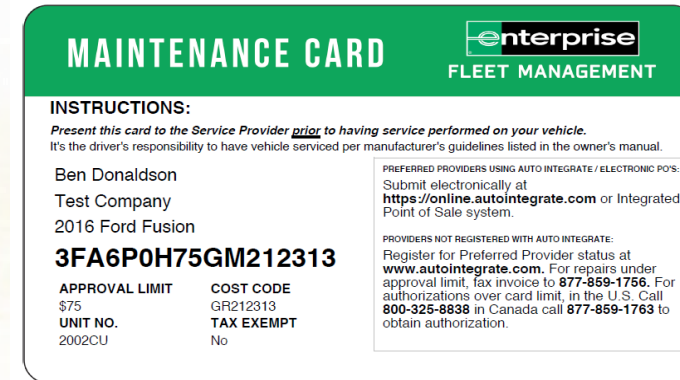 MAINTENANCE CARD
enterprise
FLEET MANAGEMENT
INSTRUCTIONS:
Present this card to the Service Provider prior to having service performed on your vehicle.
It's the driver's responsibility to have vehicle serviced per manufacturer's guidelines listed in the owner's manual.
Ben Donaldson
Test Company
2016 Ford Fusion
3FA6P0H75GM212313
APPROVAL LIMIT COST CODE
$75 GR212313
UNIT NO. TAX EXEMPT
2002CU No
PREFERRED PROVIDERS USING AUTO INTEGRATE / ELECTRONIC PO'S:
Submit electronically at
https://online.autointegrate.com or Integrated
Point of Sale system.
PROVIDERS NOT REGISTERED WITH AUTO INTEGRATE:
Register for Preferred Provider status at
www.autointegrate.com. For repairs under
approval limit, fax invoice to 877-859-1756. For
authorizations over card limit, in the U.S. Call
800-325-8838 in Canada call 877-859-1763 to
obtain authorization.